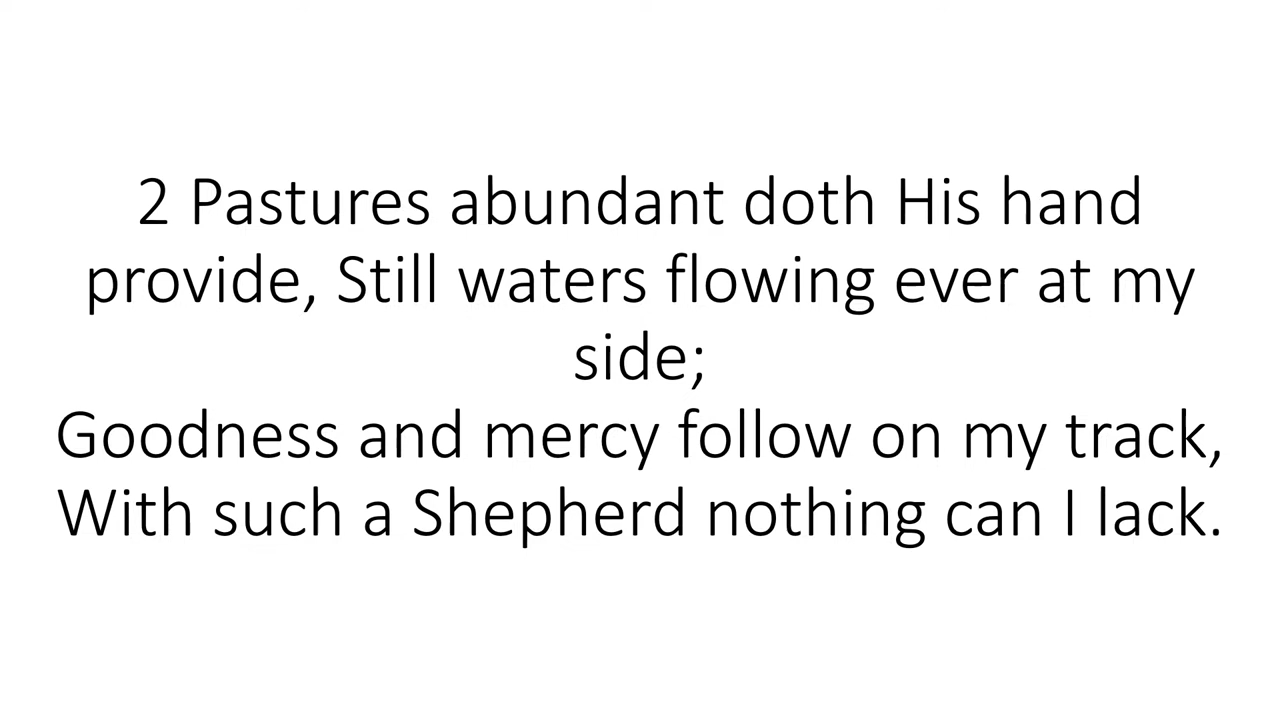 2 Pastures abundant doth His hand
provide, Still waters flowing ever at my
side;
Goodness and mercy follow on my track,
With such a Shepherd nothing can I lack.